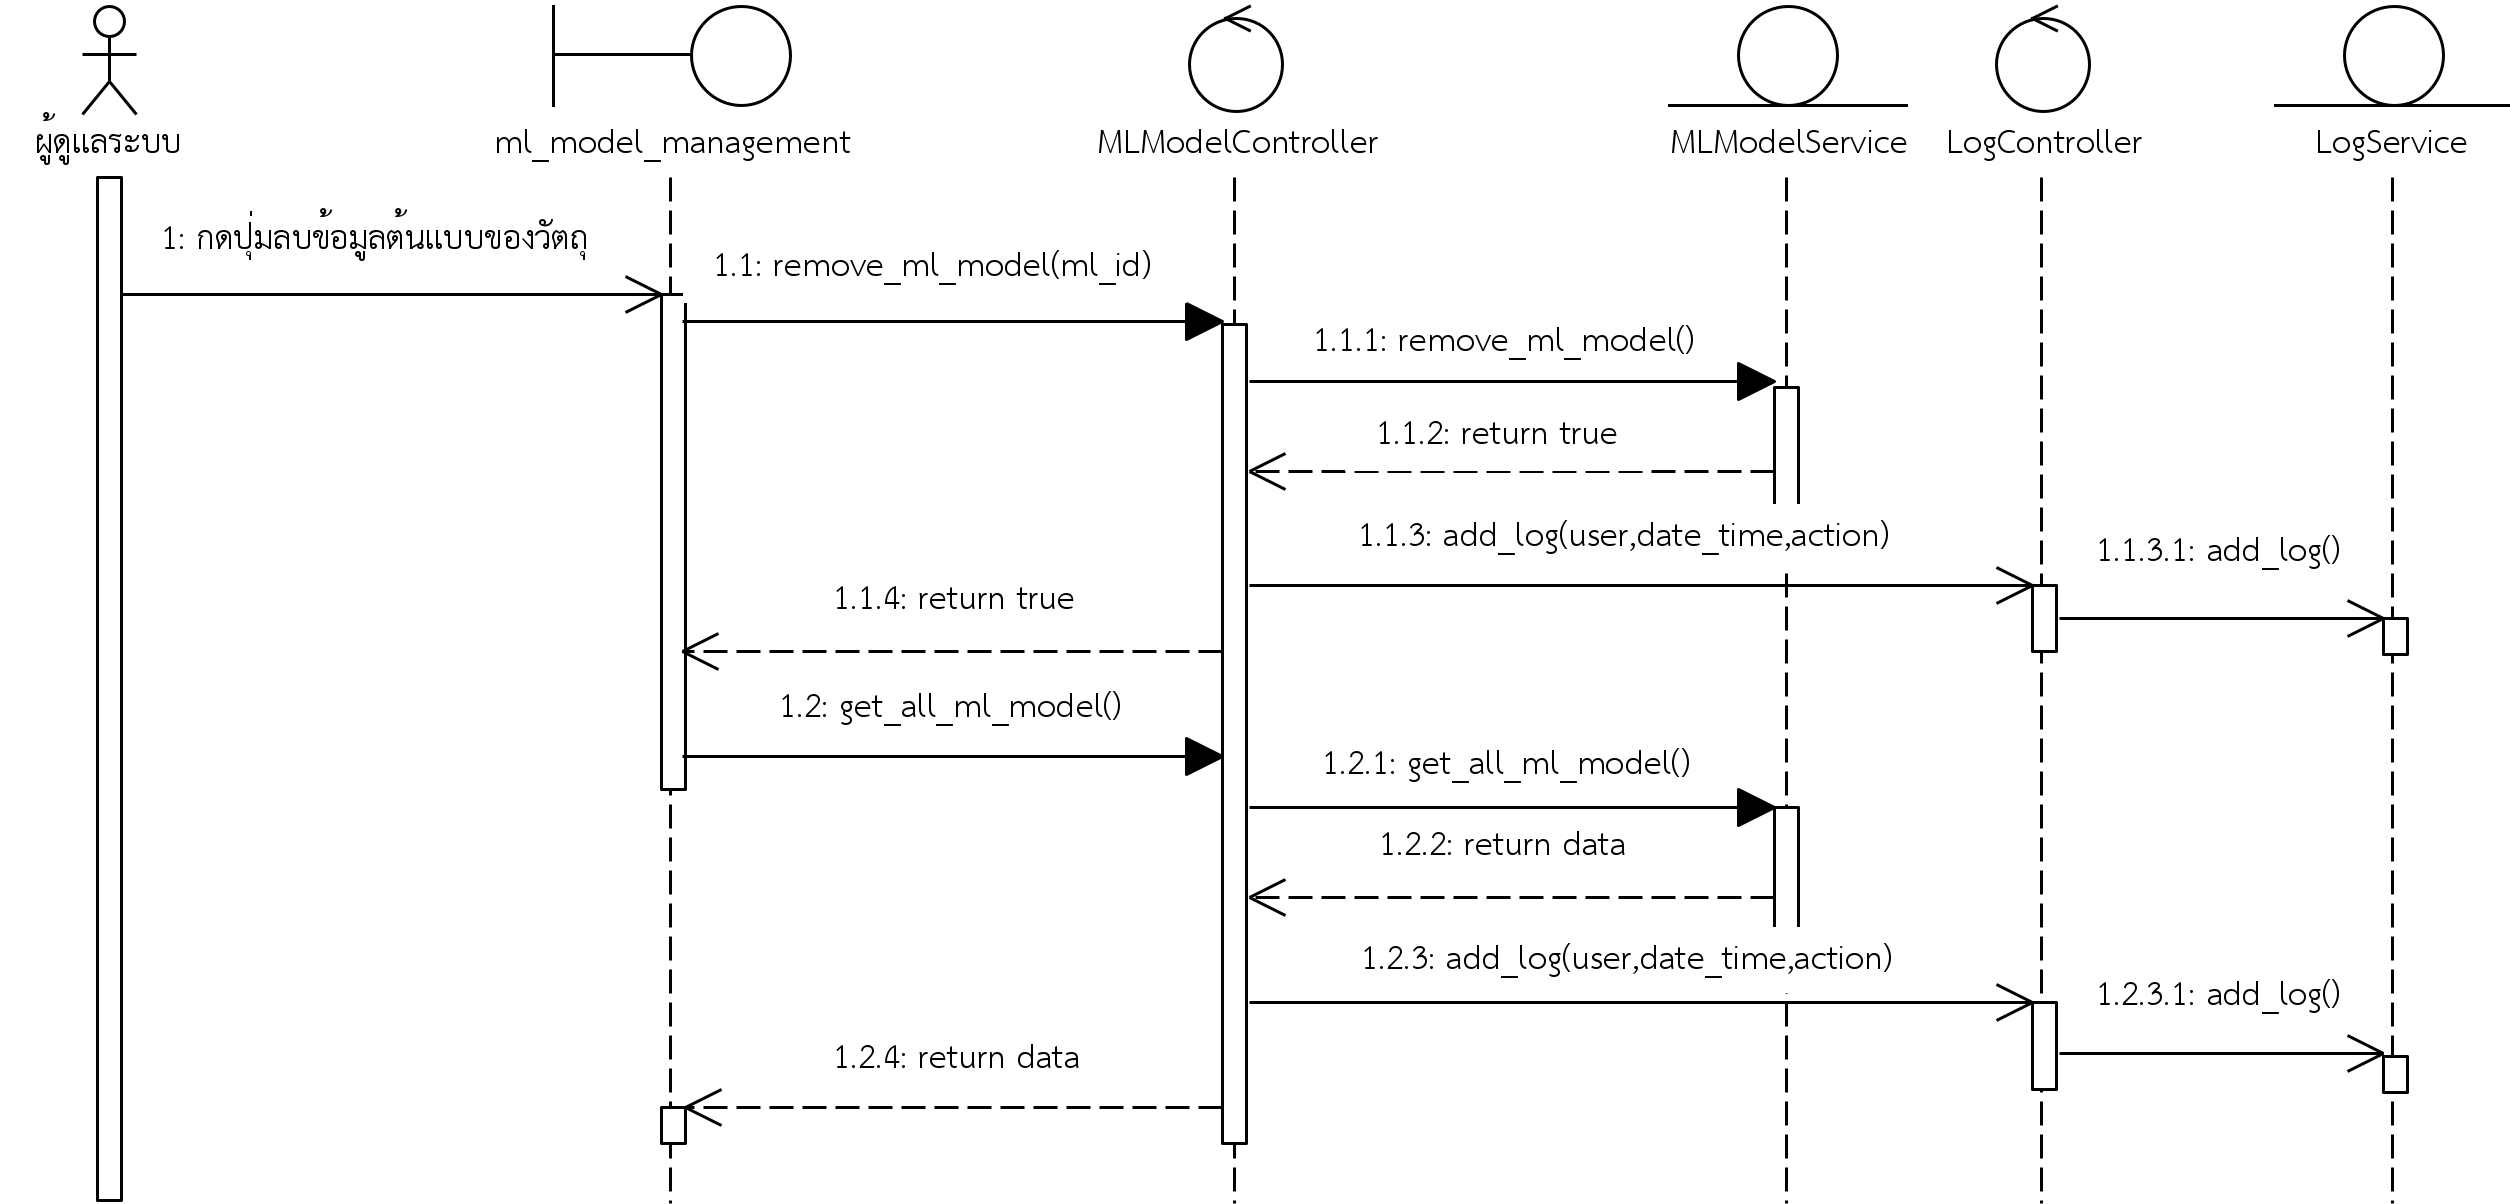 ผู้ดูแลระบบ
ml_model_management
MLModelController
MLModelService
LogController
LogService
1: กดปุ่มลบข้อมูลต้นแบบของวัตถุ
1.1: remove_ml_model(ml_id)
1.1.1: remove_ml_model()
1.1.2: return true
1.1.3: add_log(user,date_time,action)
1.1.3.1: add_log()
1.1.4: return true
1.2: get_all_ml_model()
1.2.1: get_all_ml_model()
1.2.2: return data
1.2.3: add_log(user,date_time,action)
1.2.3.1: add_log()
1.2.4: return data